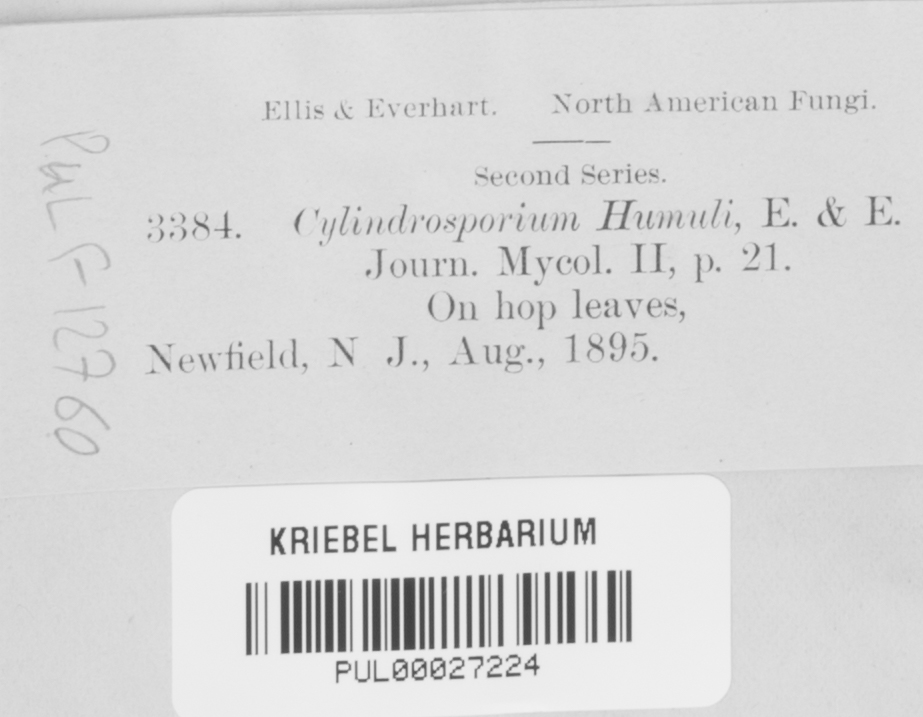 Ellis & Everhart. North American Fungi.
Second Series.
3384. Cylindrosporium Humuli, E. & E.
Journ. Mycol. II, p. 21.
On hop leaves,
Newfield, N J., Aug., 1895.
PUL F-12760
KRIEBEL HERBARIUM
PUL00027224